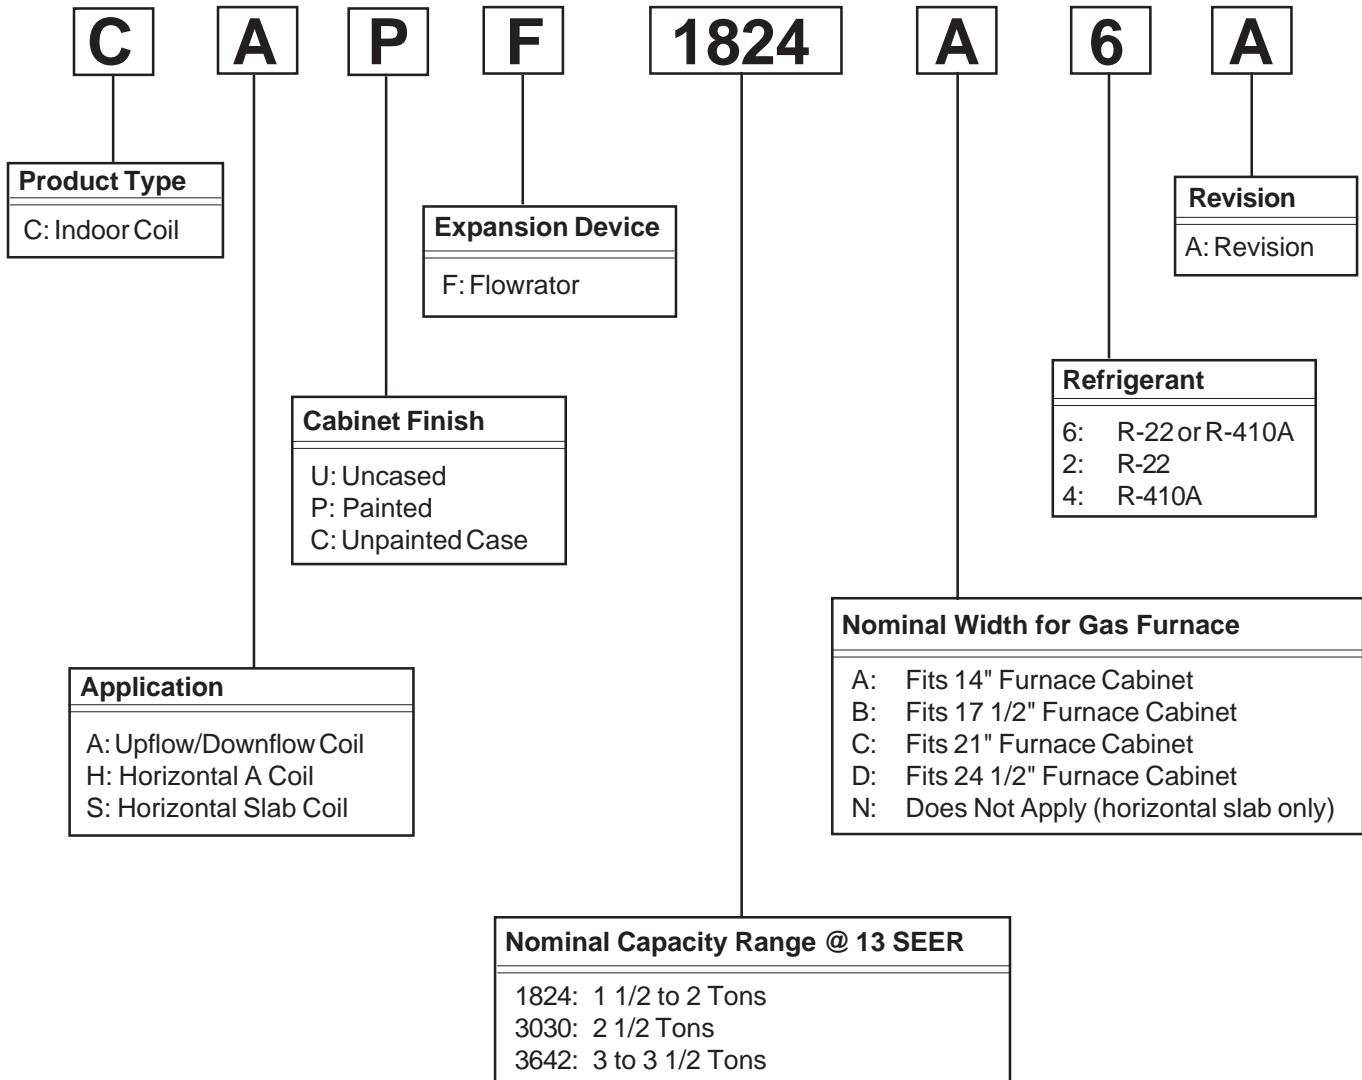 C A P F 1824 A 6 A
Product Type
C: Indoor Coil
Application
A: Upflow/Downflow Coil
H: Horizontal A Coil
S: Horizontal Slab Coil
Cabinet Finish
U: Uncased
P: Painted
C: Unpainted Case
Expansion Device
F: Flowrator
Nominal Capacity Range @ 13 SEER
1824: 1 1/2 to 2 Tons
3030: 2 1/2 Tons
3642: 3 to 3 1/2 Tons
Nominal Width for Gas Furnace
A: Fits 14" Furnace Cabinet
B: Fits 17 1/2" Furnace Cabinet
C: Fits 21" Furnace Cabinet
D: Fits 24 1/2" Furnace Cabinet
N: Does Not Apply (horizontal slab only)
Refrigerant
6: R-22 or R-410A
2: R-22
4: R-410A
Revision
A: Revision